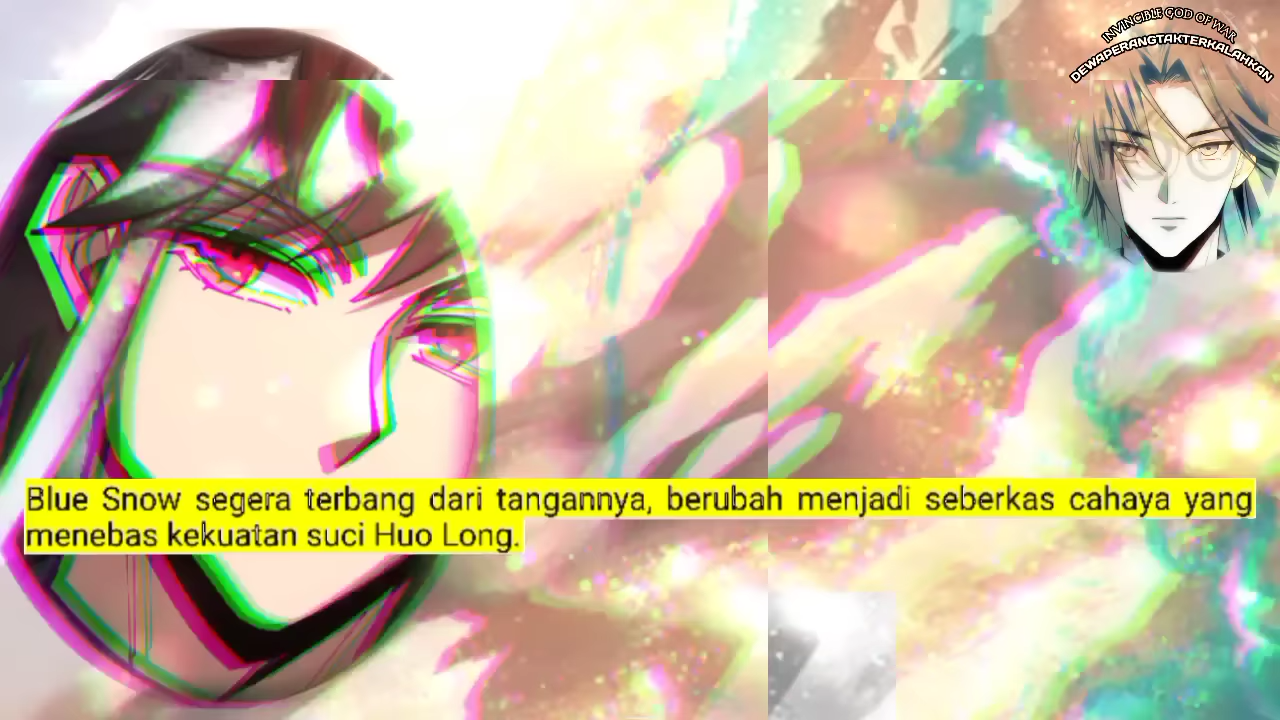 INVINCIBLE GOD OF WAR
DEWAPERANGTAKTERKALAHKAN
Blue Snow segera terbang dari tangannya, berubah menjadi seberkas cahaya yang
menebas kekuatan suci Huo Long.